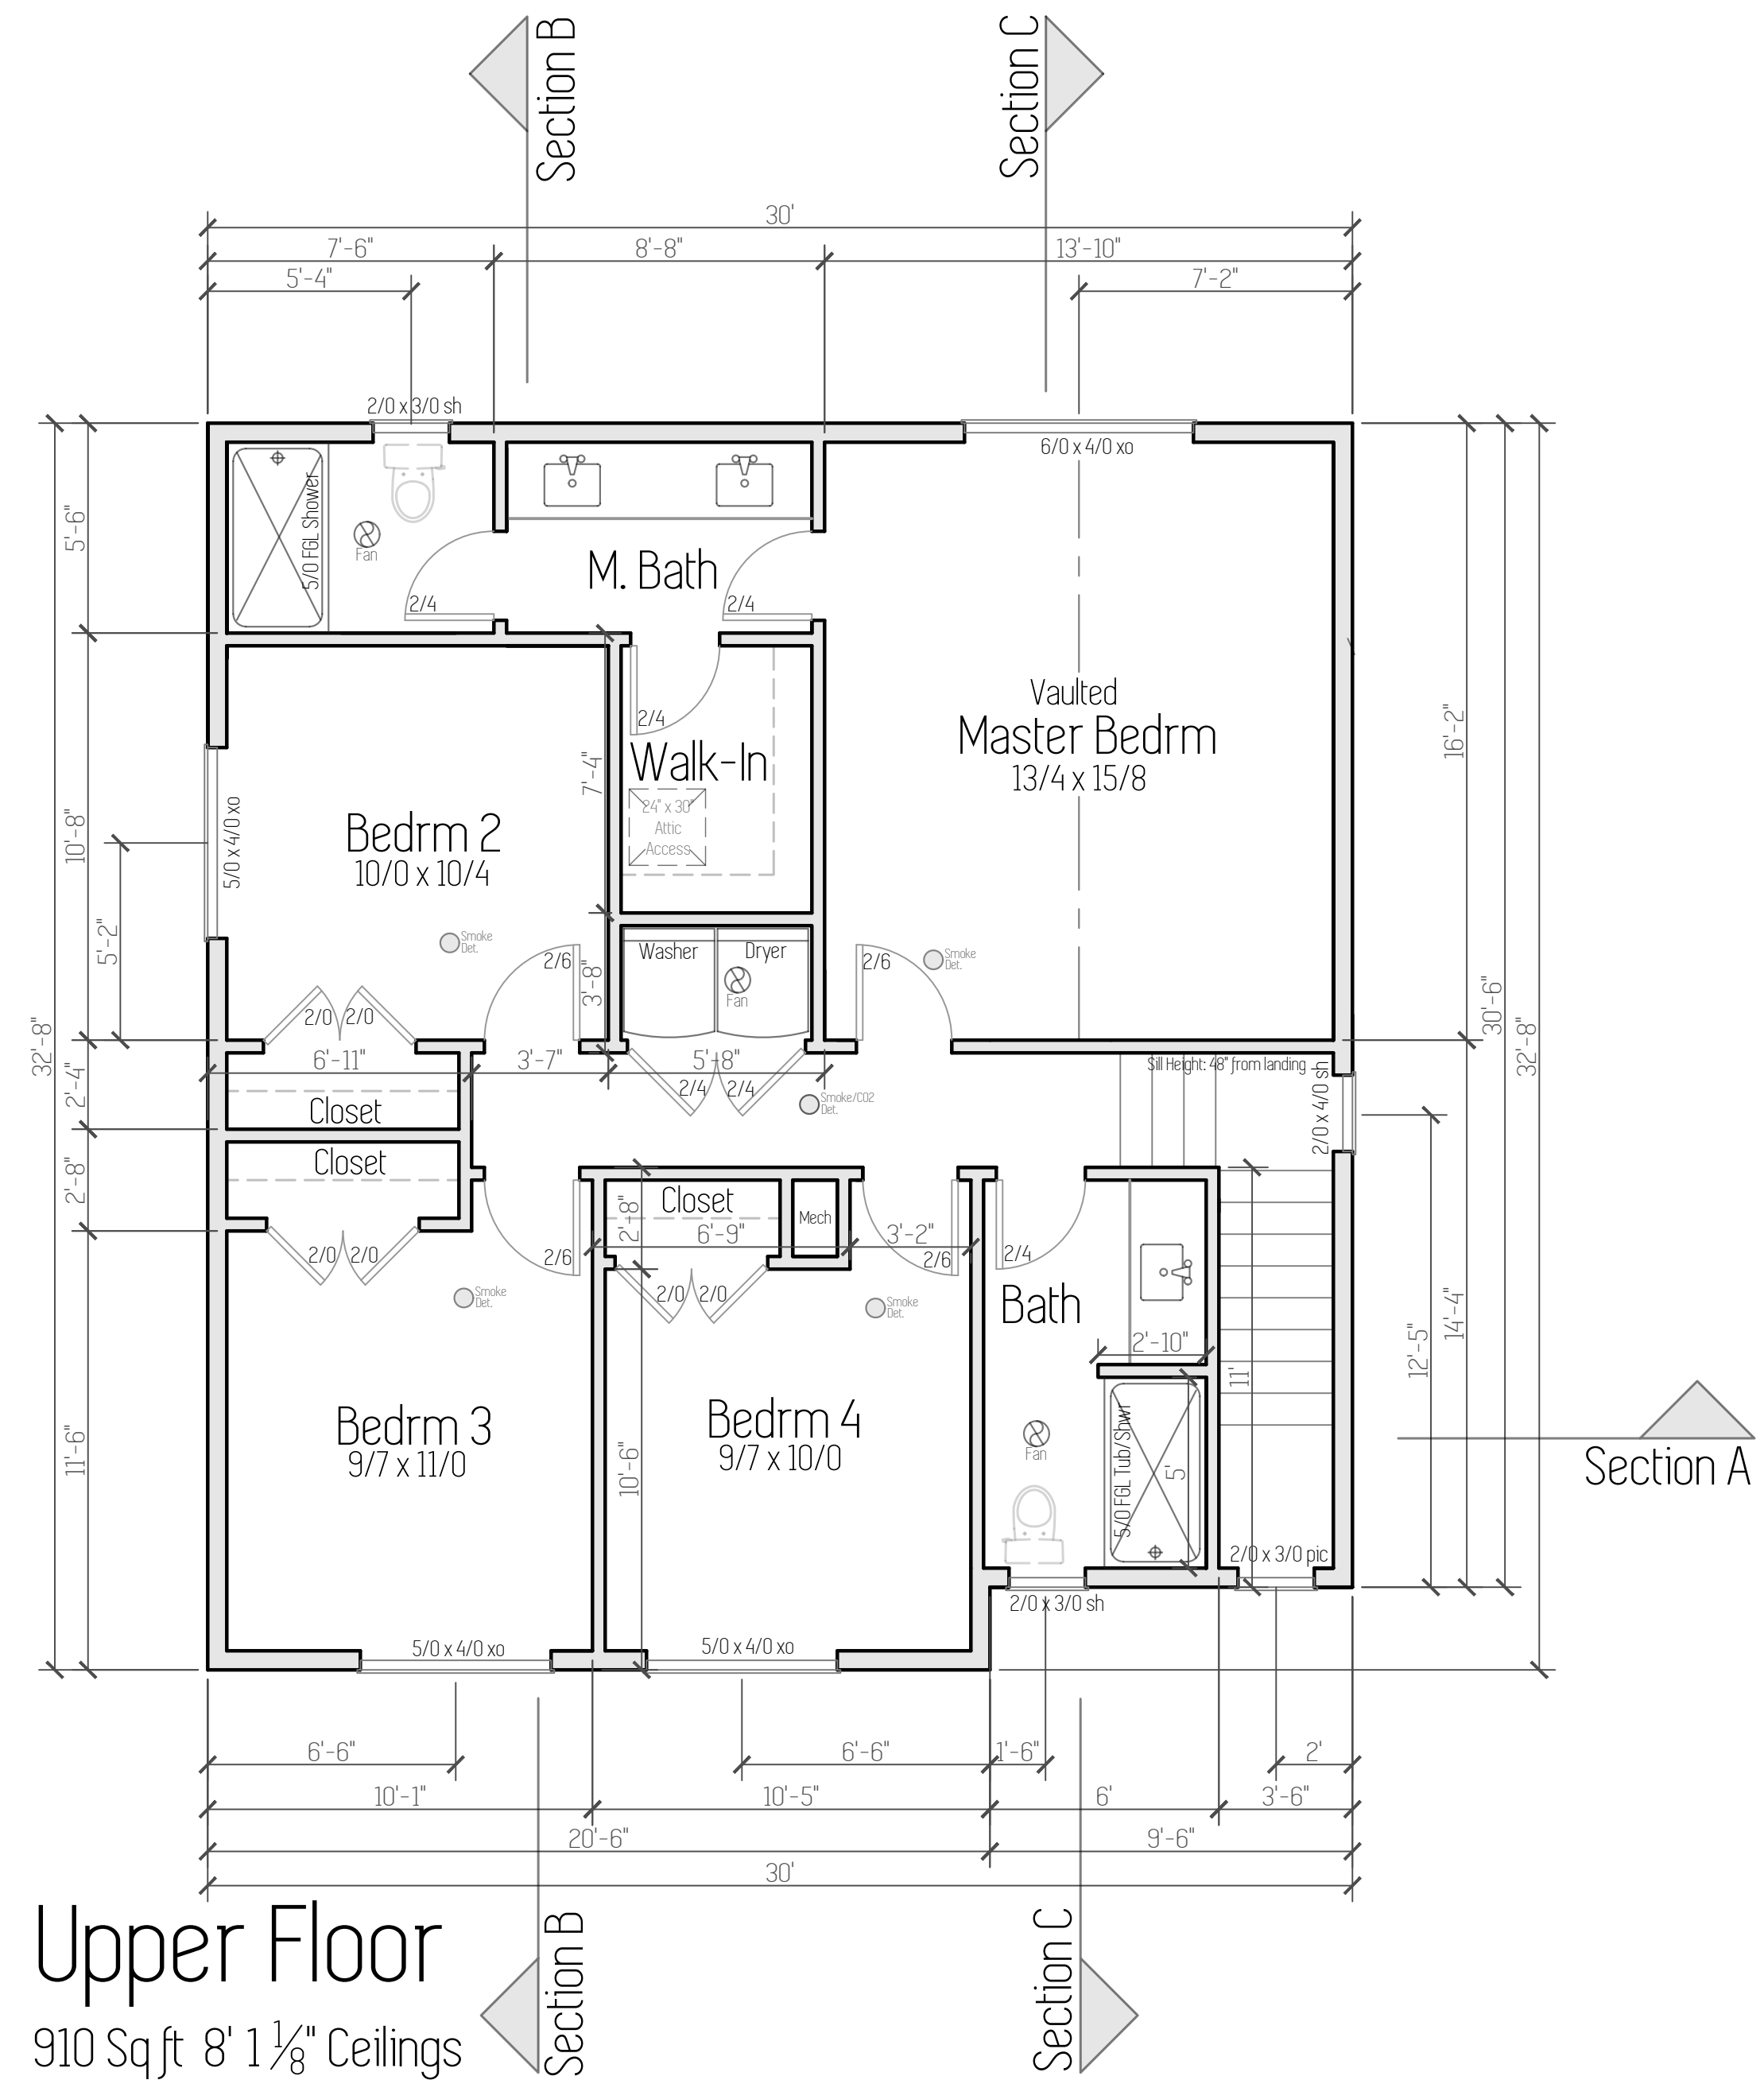 Section B
Section C
30'
7'-6"
8'-8"
13'-10"
5'-4"
7'-2"
2/0 x 3/0 sh
6/0 x 4/0 xo
5/0 FGL Shower
Fan
2/4
M. Bath
2/4
5'-6"
2/4
Walk-In
24" x 30"
Attic
Access
7'-4"
Vaulted
Master Bedrm
13/4 x 15/8
16'-2"
Bedrm 2
10/0 x 10/4
5/0 x 4/0 xo
10'-8"
5'-2"
Smoke
Det.
2/6
3'-8"
Washer
Dryer
Fan
2/6
Smoke
Det.
30'-6"
32'-8"
32'-8"
2/0
2/0
6'-11"
3'-7"
5'-8"
2/4
2/4
Smoke/CO2
Det.
Sill Height: 48" from landing
2/0 x 4/0 sh
2'-4"
Closet
Closet
2'-8"
2/0
2/0
2/6
Closet
2'-8"
6'-9"
Mech
3'-2"
2/6
2/4
2/0
2/0
Smoke
Det.
Smoke
Det.
Bath
2'-10"
11'
12'-5"
14'-4"
Bedrm 3
9/7 x 11/0
11'-6"
Bedrm 4
9/7 x 10/0
10'-6"
Fan
5/0 FGL Tub/Shwr
5'
Section A
2/0 x 3/0 pic
2/0 x 3/0 sh
5/0 x 4/0 xo
5/0 x 4/0 xo
6'-6"
6'-6"
1'-6"
2'
10'-1"
10'-5"
6'
3'-6"
20'-6"
9'-6"
30'
Upper Floor
910 Sq ft 8' 1 1/8" Ceilings
Section B
Section C